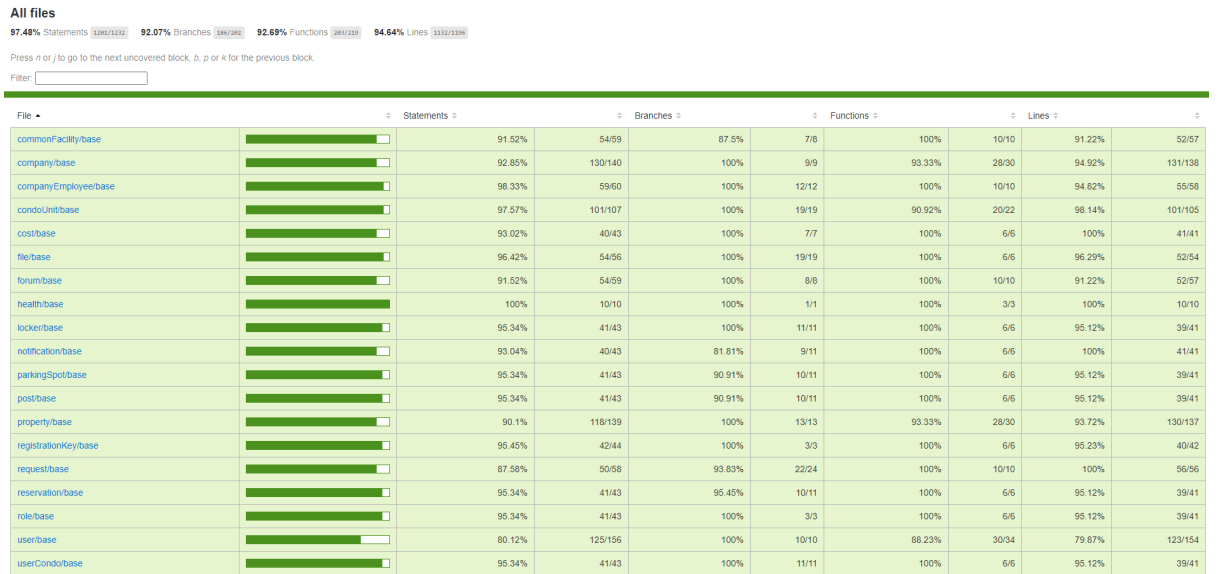 All files
97.48% Statements 1201/1232 92.07% Branches 186/202 92.69% Functions 203/219 94.64% Lines 1132/1196
Press n or j to go to the next uncovered block, b, p or k for the previous block.
Filter:
File Statements Branches Functions Lines
commonFacility/base 91.52% 54/59 87.5% 7/8 100% 10/10 91.22% 52/57
company/base 92.85% 130/140 100% 9/9 93.33% 28/30 94.92% 131/138
companyEmployee/base 98.33% 59/60 100% 12/12 100% 10/10 94.82% 55/58
condoUnit/base 97.57% 101/107 100% 19/19 90.92% 20/22 98.14% 101/105
cost/base 93.02% 40/43 100% 7/7 100% 6/6 100% 41/41
file/base 96.42% 54/56 100% 19/19 100% 6/6 96.29% 52/54
forum/base 91.52% 54/59 100% 8/8 100% 10/10 91.22% 52/57
health/base 100% 10/10 100% 1/1 100% 3/3 100% 10/10
locker/base 95.34% 41/43 100% 11/11 100% 6/6 95.12% 39/41
notification/base 93.04% 40/43 81.81% 9/11 100% 6/6 100% 41/41
parkingSpot/base 95.34% 41/43 90.91% 10/11 100% 6/6 95.12% 39/41
post/base 95.34% 41/43 90.91% 10/11 100% 6/6 95.12% 39/41
property/base 90.1% 118/139 100% 13/13 93.33% 28/30 93.72% 130/137
registrationKey/base 95.45% 42/44 100% 3/3 100% 6/6 95.23% 40/42
request/base 87.58% 50/58 93.83% 22/24 100% 10/10 100% 56/56
reservation/base 95.34% 41/43 95.45% 10/11 100% 6/6 95.12% 39/41
role/base 95.34% 41/43 100% 3/3 100% 6/6 95.12% 39/41
user/base 80.12% 125/156 100% 10/10 88.23% 30/34 79.87% 123/154
userCondo/base 95.34% 41/43 100% 11/11 100% 6/6 95.12% 39/41